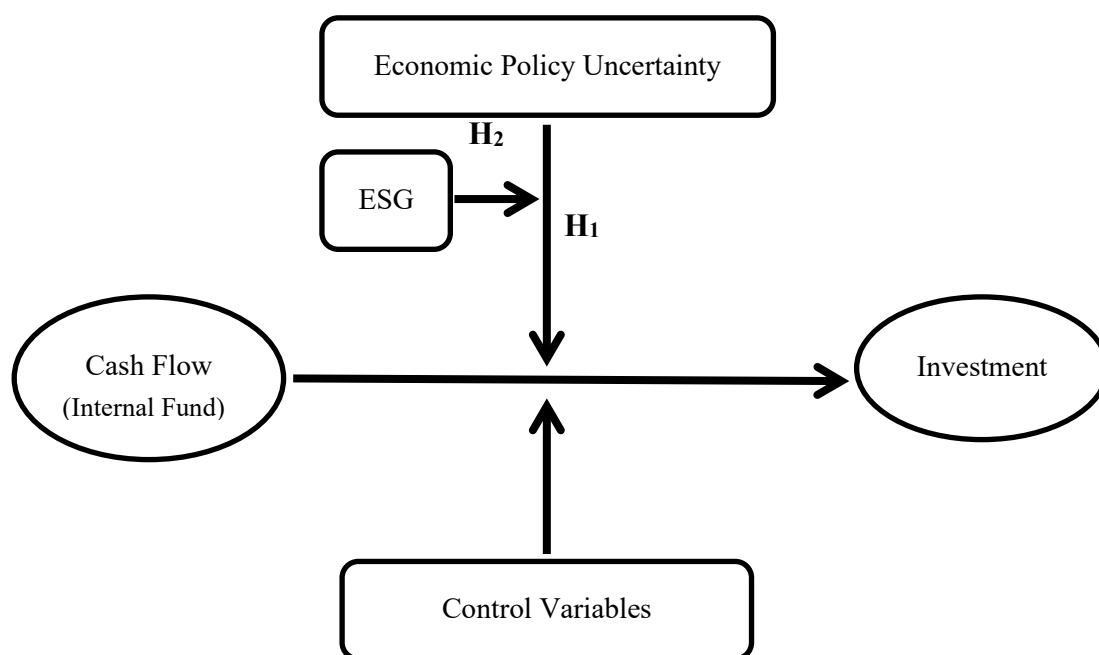 Economic Policy Uncertainty
H₂
ESG
H₁
Cash Flow
(Internal Fund)
Investment
Control Variables